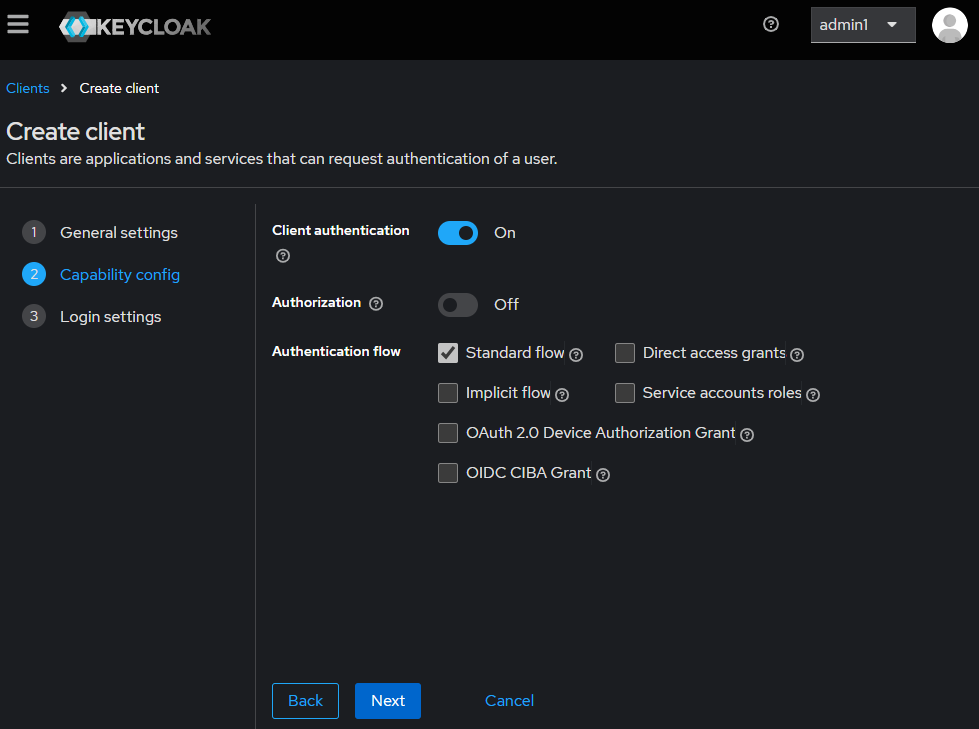 KEYCLOAK
admin1
Clients > Create client
Create client
Clients are applications and services that can request authentication of a user.
1 General settings
2 Capability config
3 Login settings
Client authentication On
Authorization Off
Authentication flow Standard flow Direct access grants
Implicit flow Service accounts roles
OAuth 2.0 Device Authorization Grant
OIDC CIBA Grant
Back Next Cancel